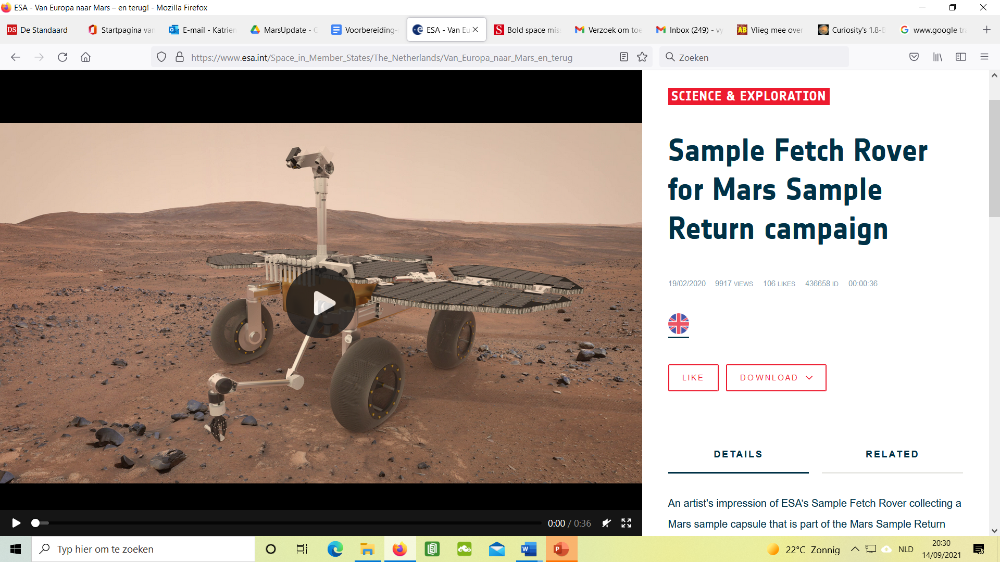 ESA - Van Europa naar Mars – en terug! - Mozilla Firefox
DS De Standaard
Startpagina van
E-mail - Katrien
MarsUpdate - G
Voorbereiding-
ESA - Van Eu
S Bold space mis
Verzoek om toe
Inbox (249) - vy
AB Vlieg mee over
Curiosity's 1.8-B
www.google tra
https://www.esa.int/Space_in_Member_States/The_Netherlands/Van_Europa_naar_Mars_en_terug
Zoeken
SCIENCE & EXPLORATION
Sample Fetch Rover
for Mars Sample
Return campaign
19/02/2020 9917 VIEWS 106 LIKES 436658 ID 00:00:36
LIKE
DOWNLOAD
DETAILS
RELATED
An artist's impression of ESA’s Sample Fetch Rover collecting a
Mars sample capsule that is part of the Mars Sample Return
0:00 / 0:36
Typ hier om te zoeken
W
P
22°C Zonnig
NLD
20:30
14/09/2021